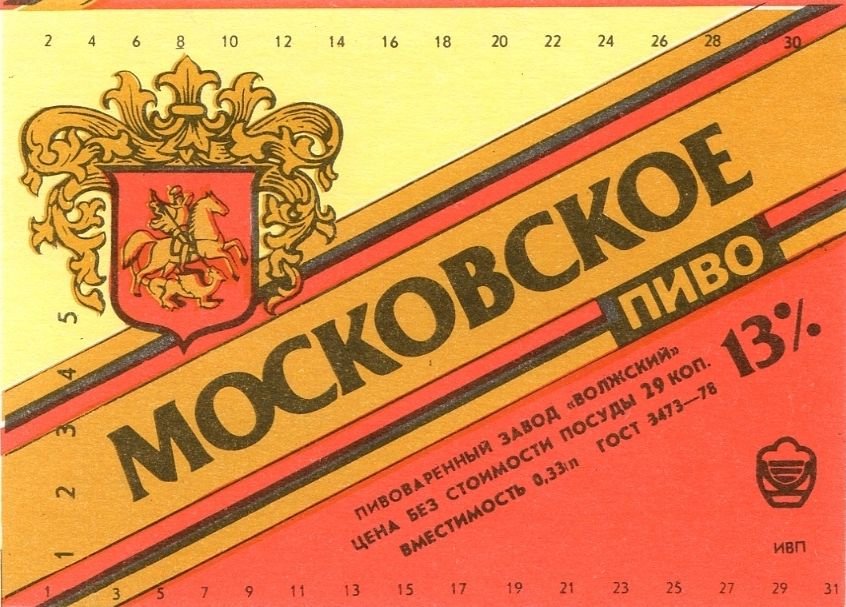 2 4 6 8 10 12 14 16 18 20 22 24 26 28 30
МОСКОВСКОЕ
ПИВО
13%
ПИВОВАРЕННЫЙ ЗАВОД «ВОЛЖСКИЙ»
ЦЕНА БЕЗ СТОИМОСТИ ПОСУДЫ 29 КОП.
ВМЕСТИМОСТЬ 0,33л ГОСТ 3473—78
ИВП
5
4
3
2
1
1 3 5 7 9 11 13 15 17 19 21 23 25 27 29 31